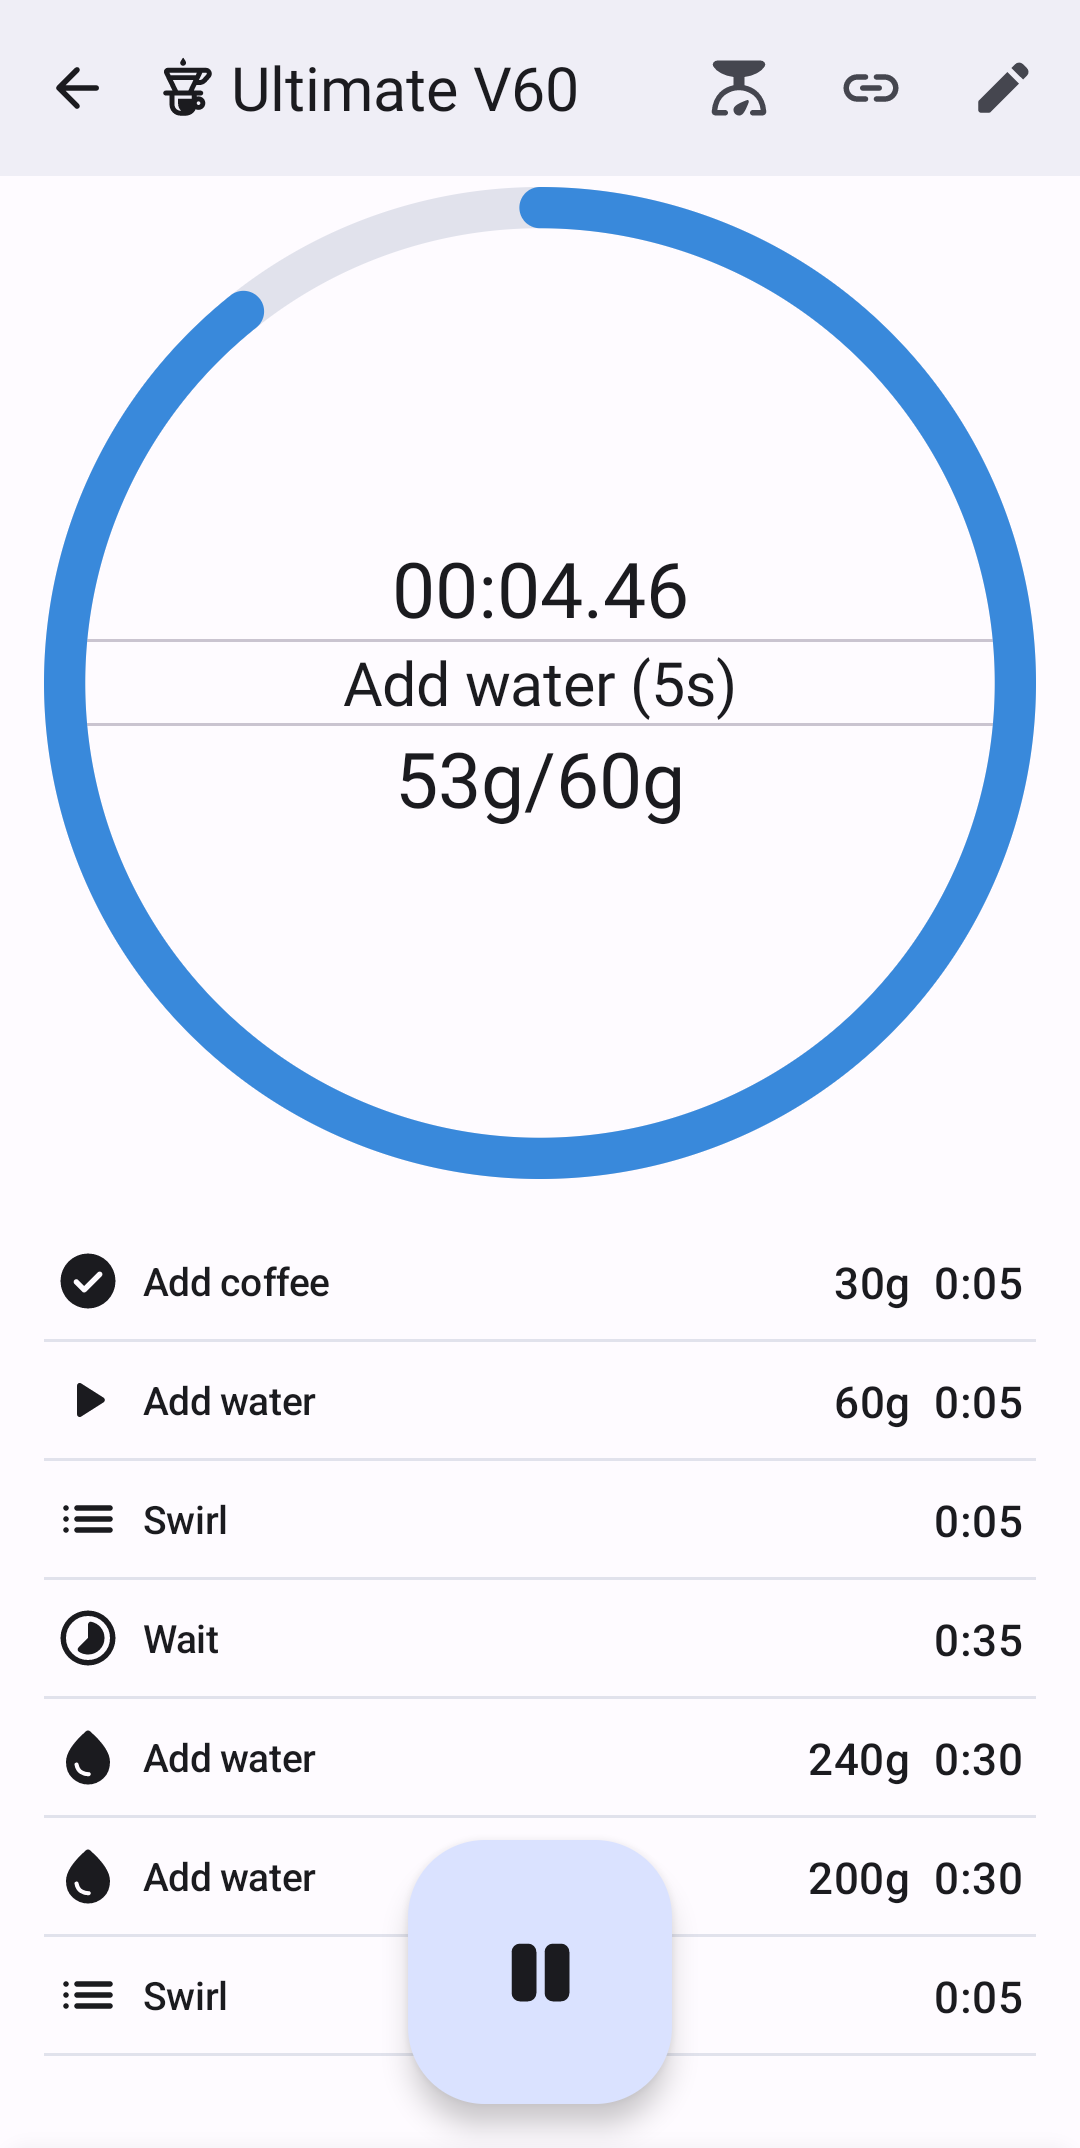 Ultimate V60
00:04.46
Add water (5s)
53g/60g
Add coffee 30g 0:05
Add water 60g 0:05
Swirl 0:05
Wait 0:35
Add water 240g 0:30
Add water 200g 0:30
Swirl 0:05